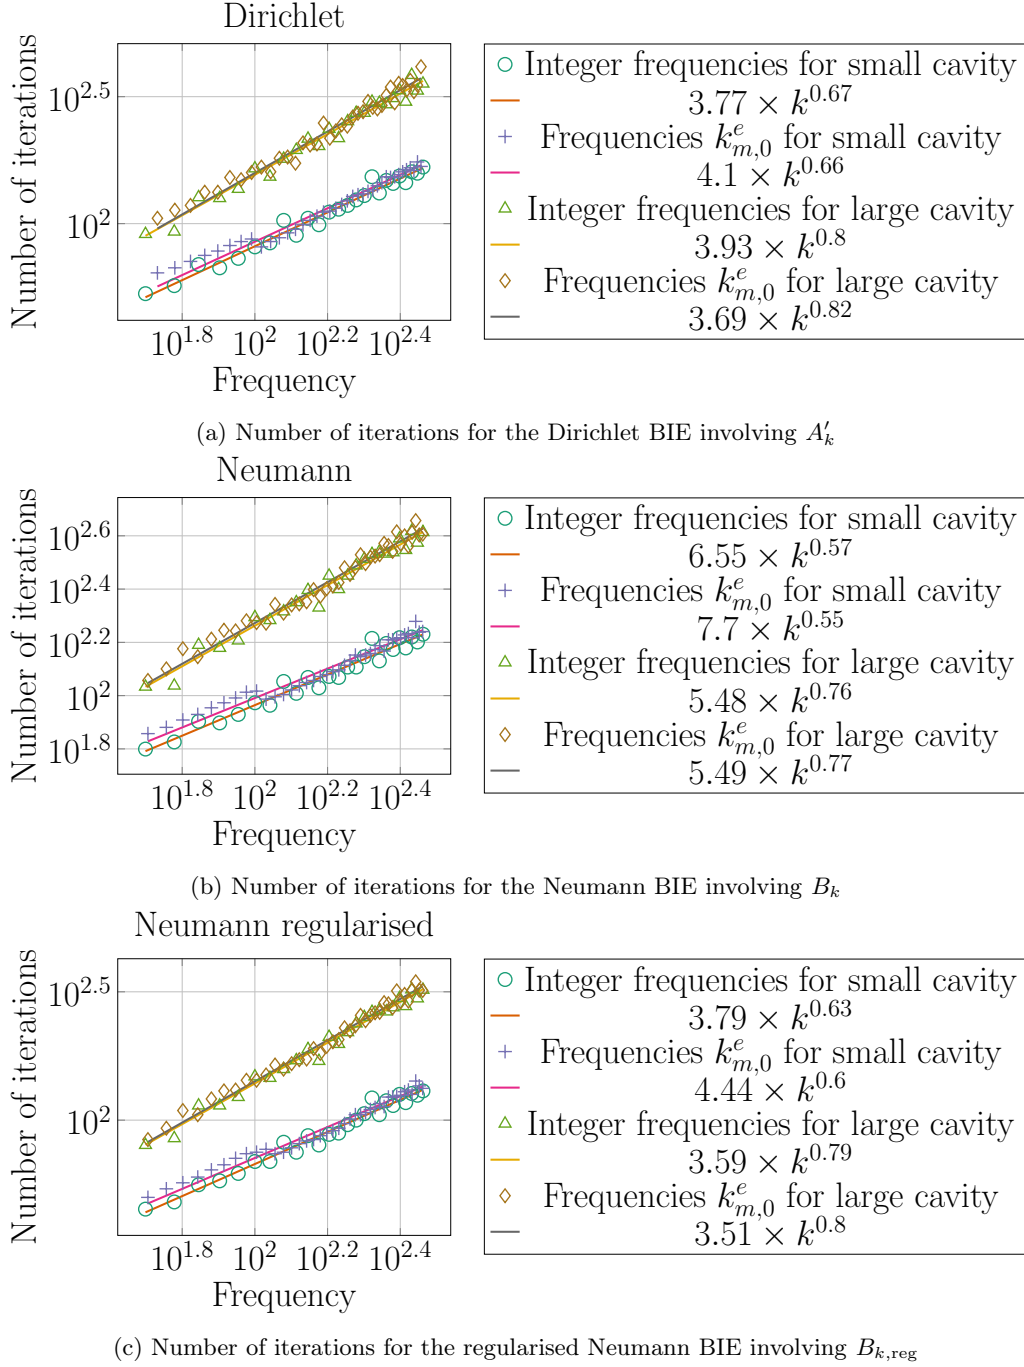 Dirichlet
Number of iterations
10^2.5
10^2
10^1.8 10^2 10^2.2 10^2.4
Frequency
Integer frequencies for small cavity
3.77 × k^0.67
Frequencies k^e_m,0 for small cavity
4.1 × k^0.66
Integer frequencies for large cavity
3.93 × k^0.8
Frequencies k^e_m,0 for large cavity
3.69 × k^0.82
(a) Number of iterations for the Dirichlet BIE involving A′_k
Neumann
Number of iterations
10^2.6
10^2.4
10^2.2
10^2
10^1.8
10^1.8 10^2 10^2.2 10^2.4
Frequency
Integer frequencies for small cavity
6.55 × k^0.57
Frequencies k^e_m,0 for small cavity
7.7 × k^0.55
Integer frequencies for large cavity
5.48 × k^0.76
Frequencies k^e_m,0 for large cavity
5.49 × k^0.77
(b) Number of iterations for the Neumann BIE involving B_k
Neumann regularised
Number of iterations
10^2.5
10^2
10^1.8 10^2 10^2.2 10^2.4
Frequency
Integer frequencies for small cavity
3.79 × k^0.63
Frequencies k^e_m,0 for small cavity
4.44 × k^0.6
Integer frequencies for large cavity
3.59 × k^0.79
Frequencies k^e_m,0 for large cavity
3.51 × k^0.8
(c) Number of iterations for the regularised Neumann BIE involving B_k,reg